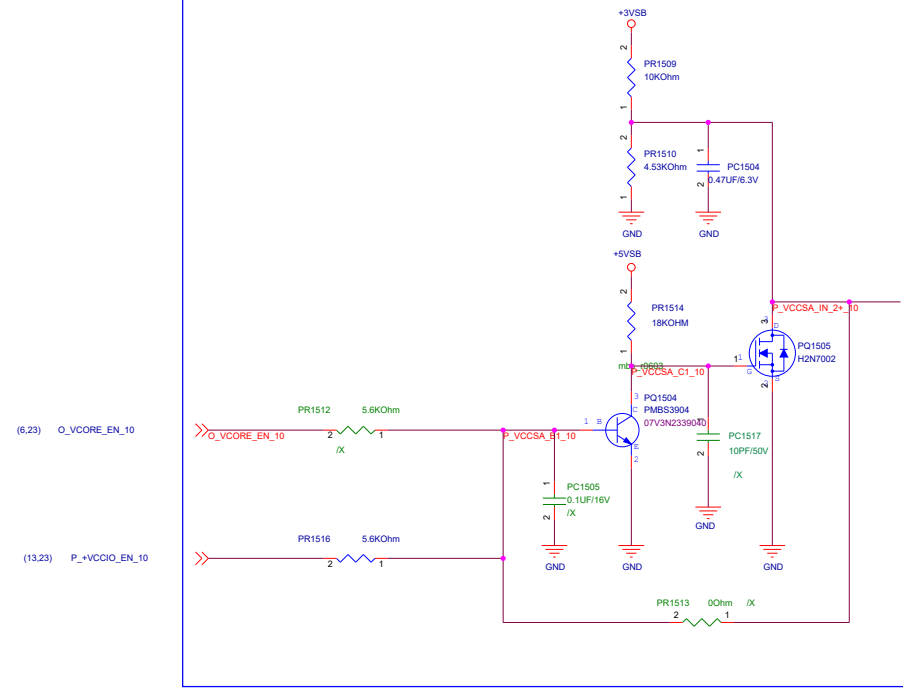 +3VSB
2
PR1509
10KOhm
1
2
PR1510
4.53KOhm
1
1
PC1504
2
0.47UF/6.3V
GND
GND
+5VSB
2
PR1514
18KOHM
1
P_VCCSA_IN_2+_10
3
D
PQ1505
H2N7002
1
G
S
2
P_VCCSA_C1_10
3
C
PQ1504
PMBS3904
07V3N2339040
1
B
E
2
PR1512
5.6KOhm
(6,23)
O_VCORE_EN_10
O_VCORE_EN_10
2
1
/X
P_VCCSA_B1_10
PC1517
10PF/50V
2
/X
GND
1
PC1505
0.1UF/16V
2
/X
PR1516
5.6KOhm
(13,23)
P_+VCCIO_EN_10
2
1
GND
GND
GND
PR1513
0Ohm
/X
2
1